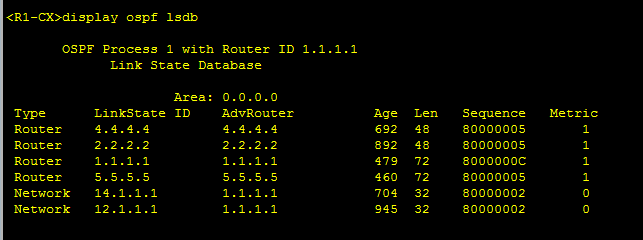 <R1-CX>display ospf lsdb
OSPF Process 1 with Router ID 1.1.1.1
Link State Database
Area: 0.0.0.0
Type LinkState ID AdvRouter Age Len Sequence Metric
Router 4.4.4.4 4.4.4.4 692 48 80000005 1
Router 2.2.2.2 2.2.2.2 892 48 80000005 1
Router 1.1.1.1 1.1.1.1 479 72 8000000C 1
Router 5.5.5.5 5.5.5.5 460 72 80000005 1
Network 14.1.1.1 1.1.1.1 704 32 80000002 0
Network 12.1.1.1 1.1.1.1 945 32 80000002 0